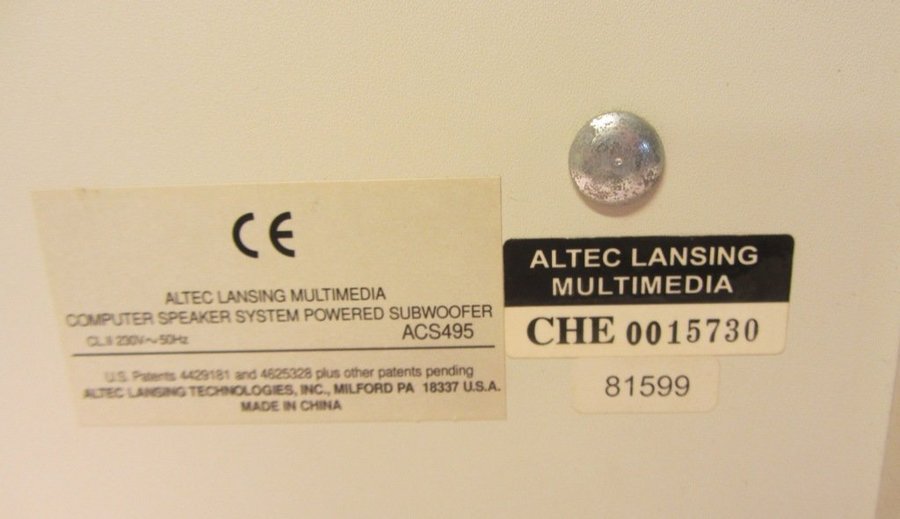 CE
ALTEC LANSING MULTIMEDIA
COMPUTER SPEAKER SYSTEM POWERED SUBWOOFER
CL.II 230V~50Hz ACS495
U.S. Patents 4429181 and 4625328 plus other patents pending
ALTEC LANSING TECHNOLOGIES, INC., MILFORD PA 18337 U.S.A.
MADE IN CHINA
ALTEC LANSING
MULTIMEDIA
CHE 0015730
81599